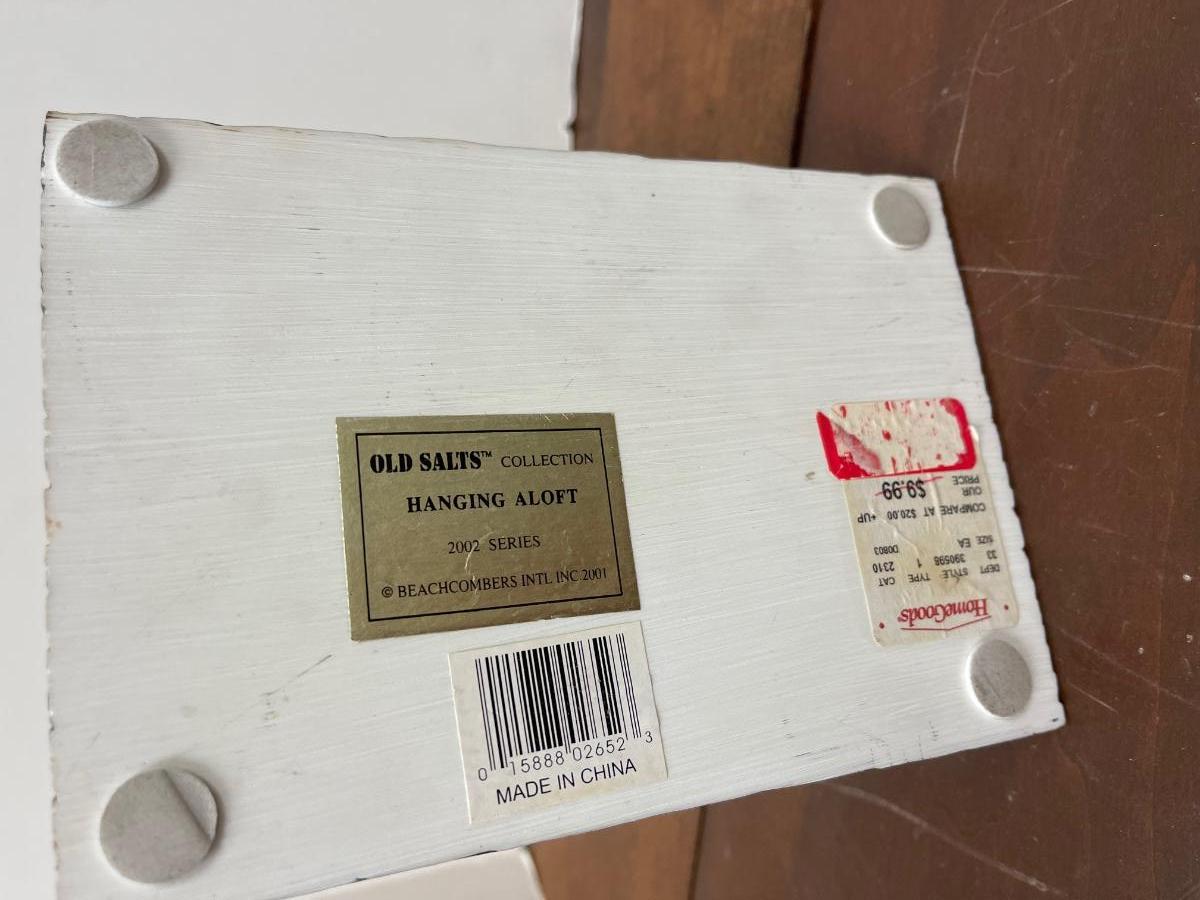 OLD SALTS™ COLLECTION
HANGING ALOFT
2002 SERIES
© BEACHCOMBERS INTL INC.2001
0 15888 02652 3
MADE IN CHINA
HomeGoods®
DEPT STYLE TYPE CAT
33 390598 1 2310
SIZE EA D0803
COMPARE AT $20.00 +UP
OUR
PRICE $9.99